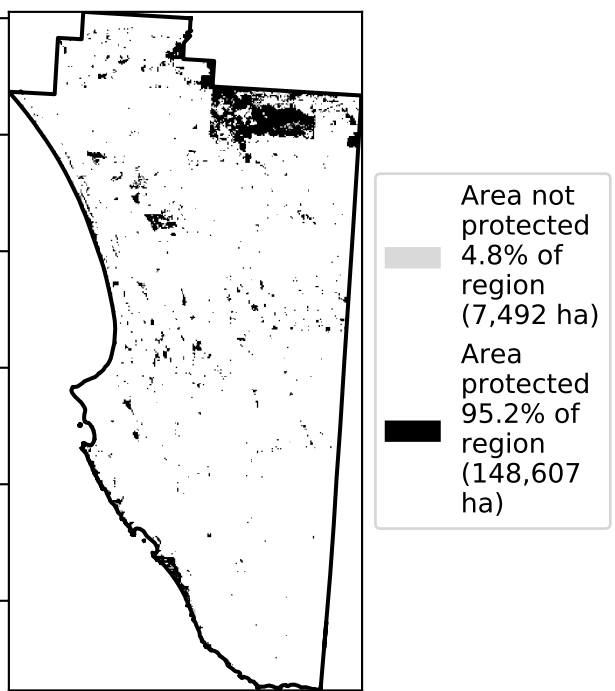 Area not
protected
4.8% of
region
(7,492 ha)
Area
protected
95.2% of
region
(148,607
ha)